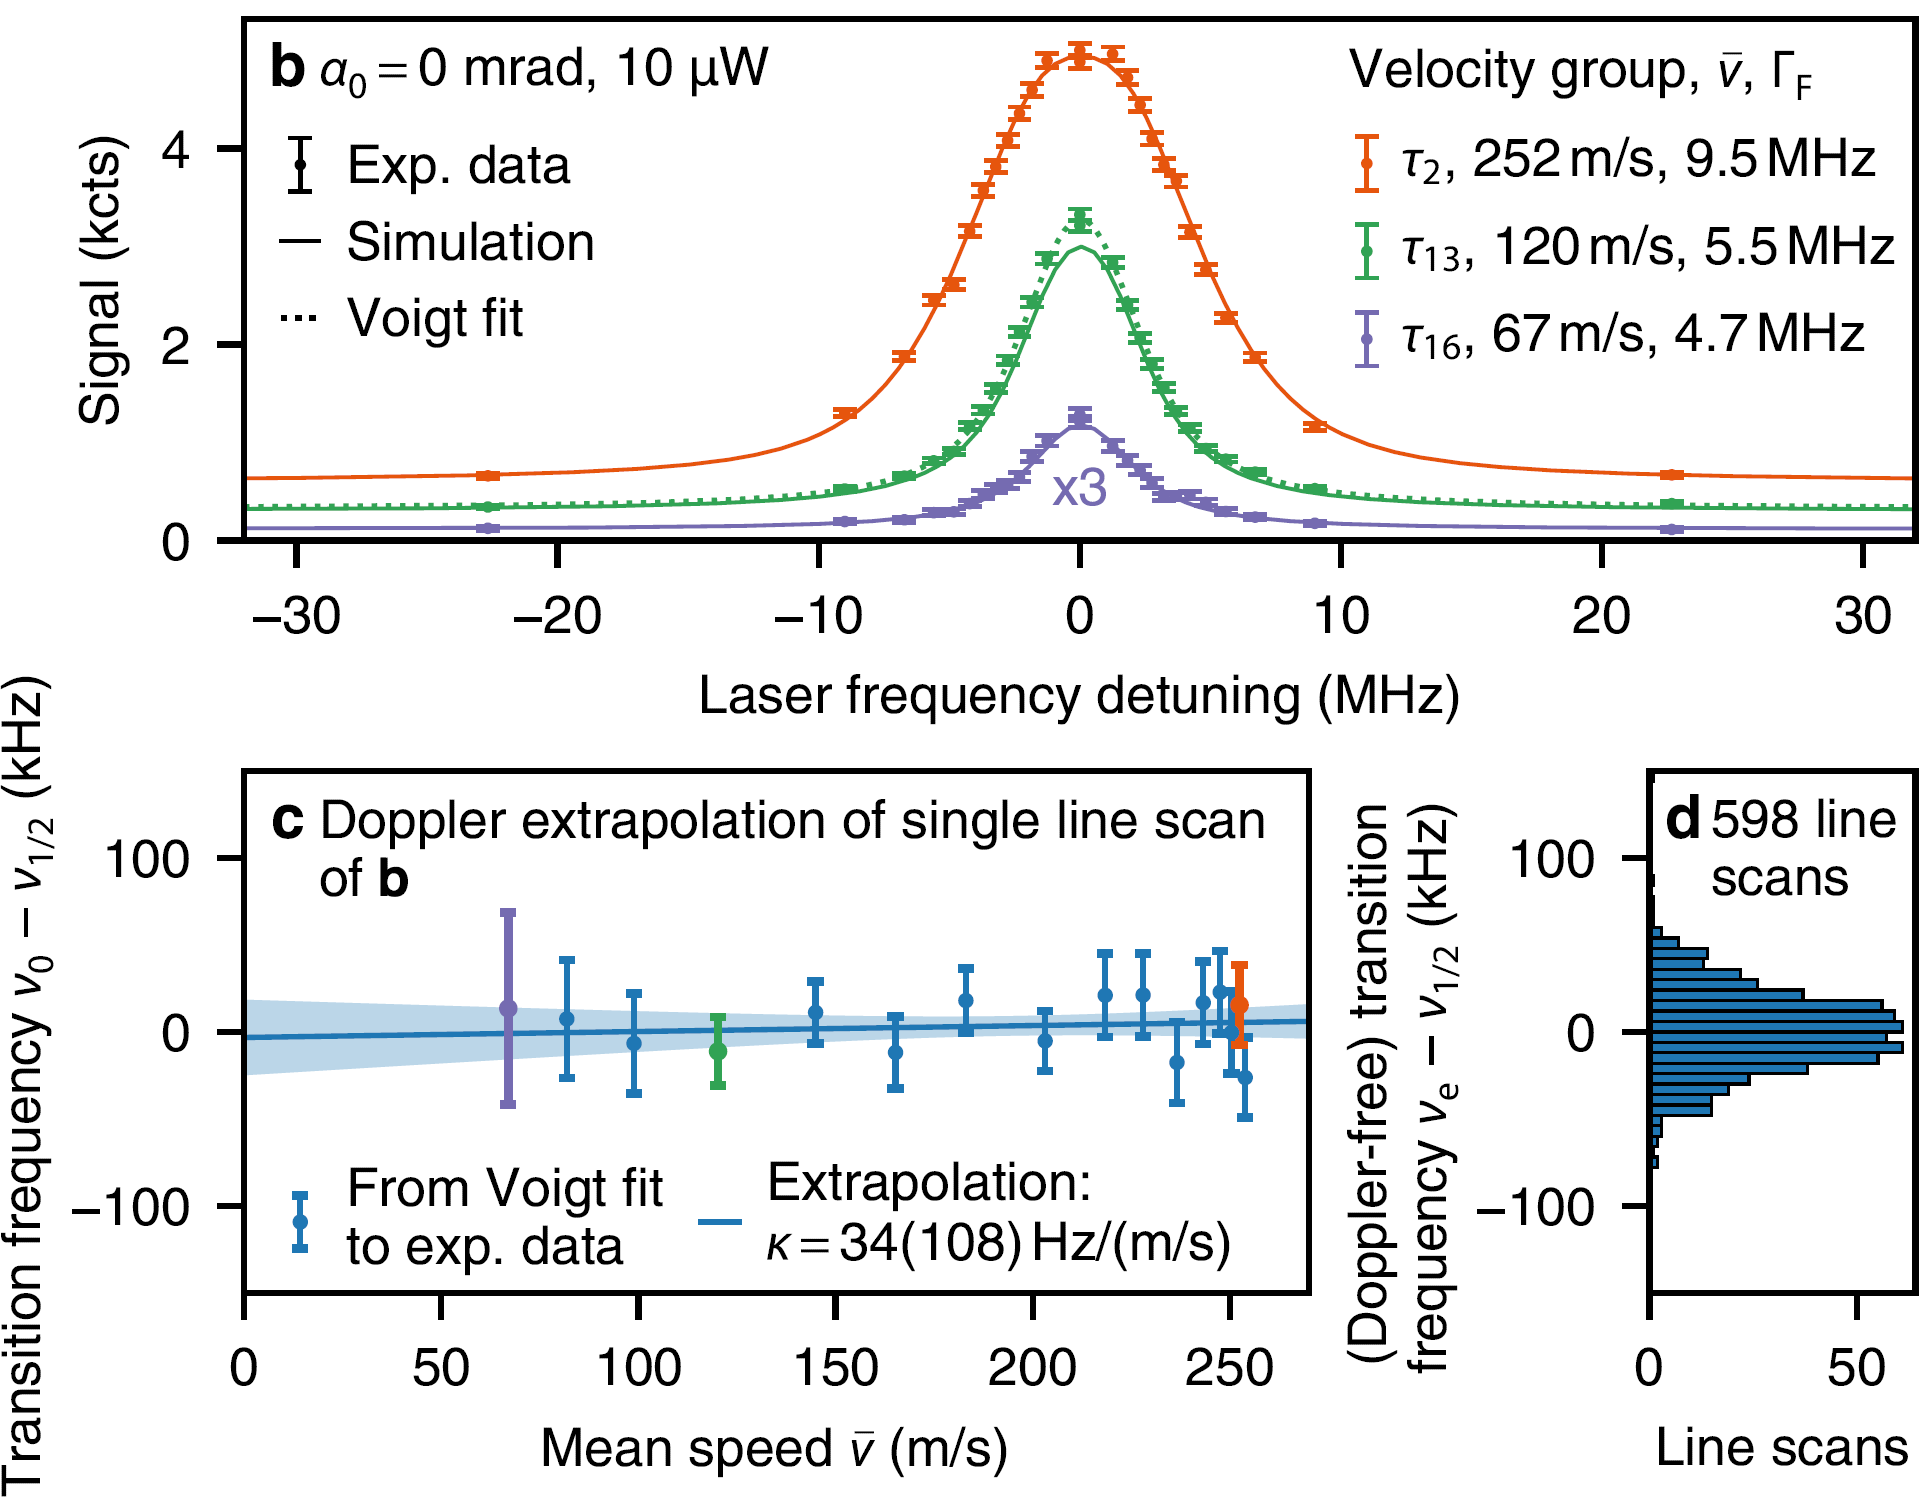 b α0 = 0 mrad, 10 µW
Exp. data
Simulation
Voigt fit
Velocity group, v̄, ΓF
τ2, 252 m/s, 9.5 MHz
τ13, 120 m/s, 5.5 MHz
τ16, 67 m/s, 4.7 MHz
x3
Signal (kcts)
4
2
0
−30 −20 −10 0 10 20 30
Laser frequency detuning (MHz)
Transition frequency ν0 − ν1/2 (kHz)
100
0
−100
c Doppler extrapolation of single line scan
of b
From Voigt fit
to exp. data
Extrapolation:
κ = 34(108) Hz/(m/s)
0 50 100 150 200 250
Mean speed v̄ (m/s)
(Doppler-free) transition
frequency νe − ν1/2 (kHz)
100
0
−100
d 598 line
scans
0 50
Line scans